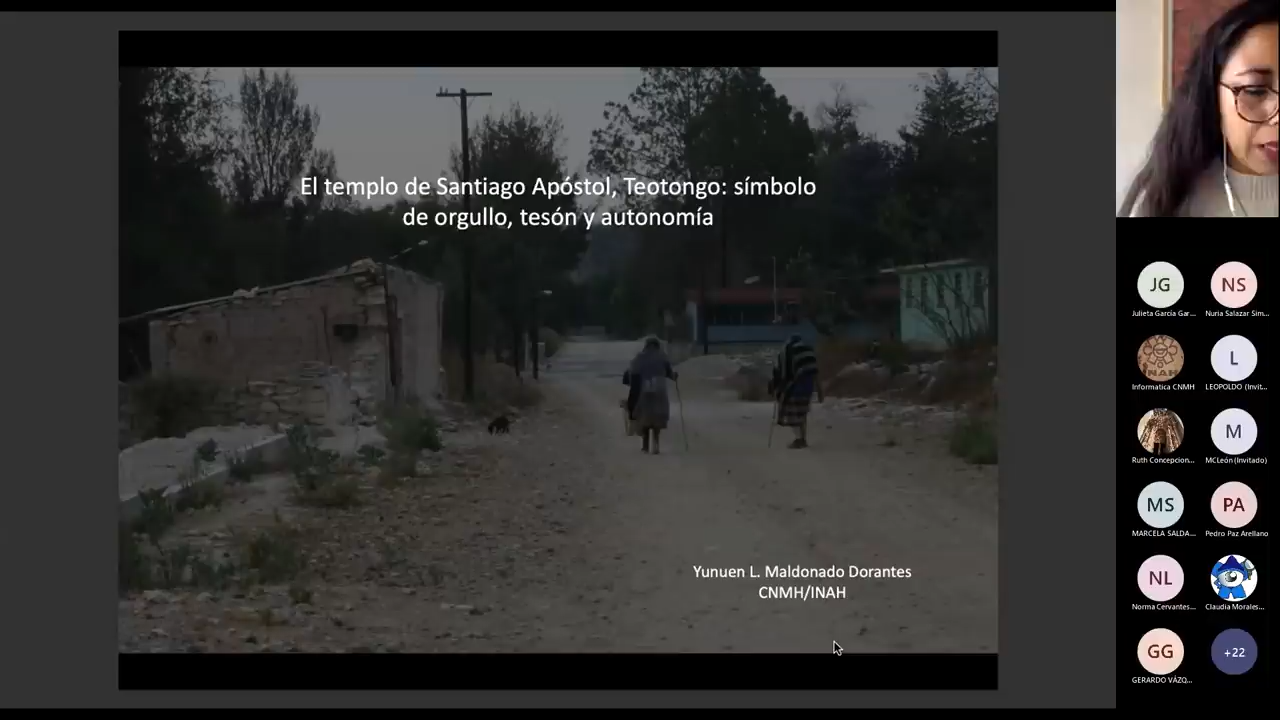 El templo de Santiago Apóstol, Teotongo: símbolo
de orgullo, tesón y autonomía
Yunuen L. Maldonado Dorantes
CNMH/INAH
JG
NS
Julieta García Gar...
Nuria Salazar Sim...
L
Informatica CNMH
LEOPOLDO (Invit...
M
Ruth Concepcion...
MCLeón (Invitado)
MS
PA
MARCELA SALDA...
Pedro Paz Arellano
NL
Norma Cervantes...
Claudia Morales...
GG
+22
GERARDO VÁZQ...